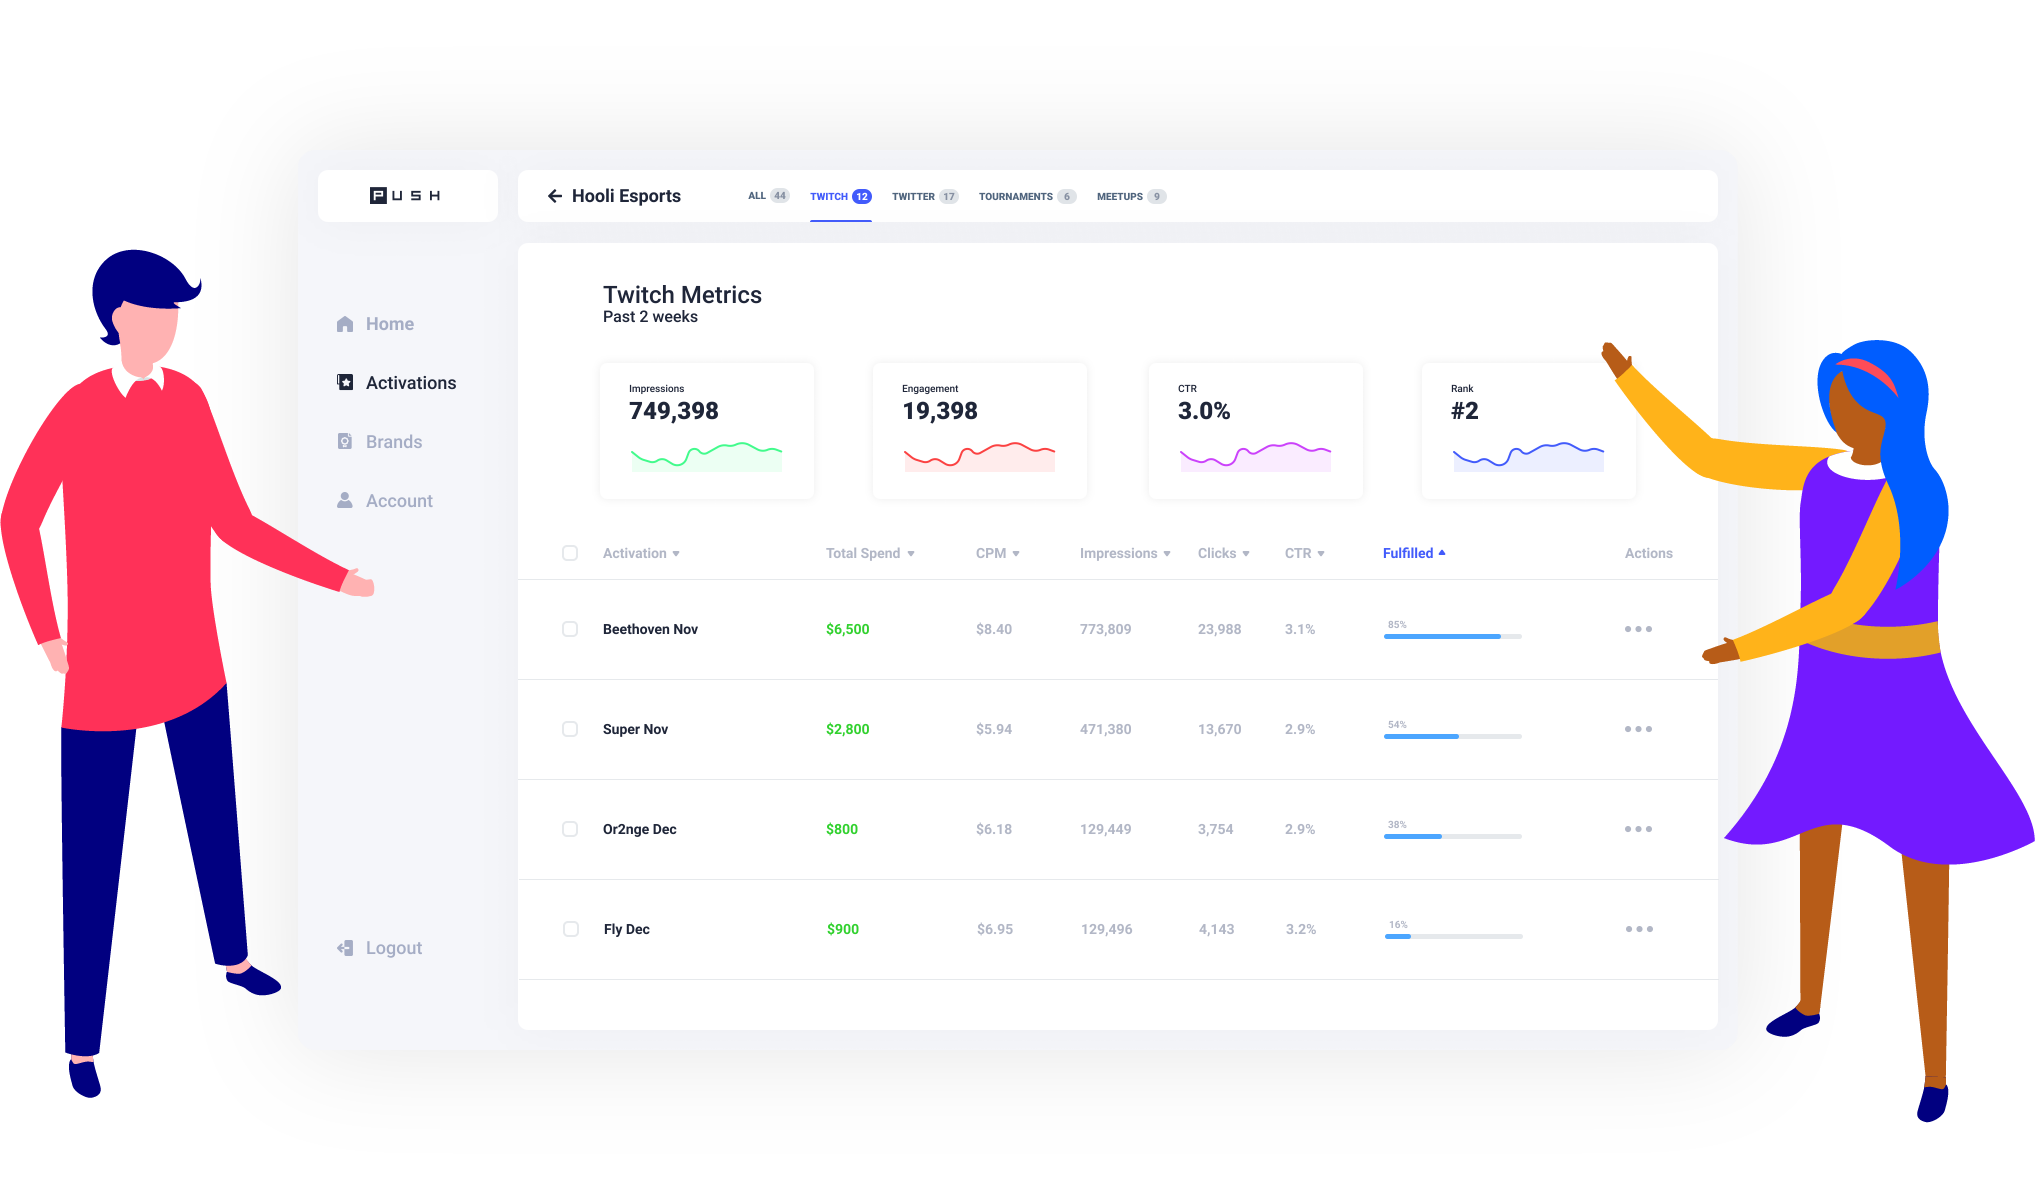 PUSH
Hooli Esports
ALL 44
TWITCH 12
TWITTER 17
TOURNAMENTS 6
MEETUPS 9
Home
Activations
Brands
Account
Logout
Twitch Metrics
Past 2 weeks
Impressions
749,398
Engagement
19,398
CTR
3.0%
Rank
#2
Activation Total Spend CPM Impressions Clicks CTR Fulfilled Actions
Beethoven Nov $6,500 $8.40 773,809 23,988 3.1% 85%
Super Nov $2,800 $5.94 471,380 13,670 2.9% 54%
Or2nge Dec $800 $6.18 129,449 3,754 2.9% 38%
Fly Dec $900 $6.95 129,496 4,143 3.2% 16%